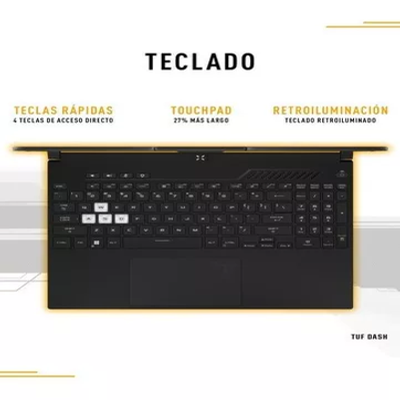 TECLADO
TECLAS RÁPIDAS
4 TECLAS DE ACCESO DIRECTO
TOUCHPAD
27% MÁS LARGO
RETROILUMINACIÓN
TECLADO RETROILUMINADO
TUF DASH